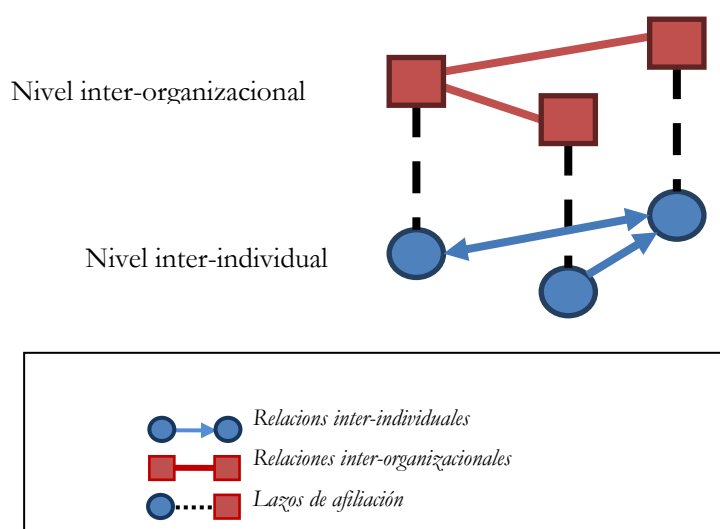 Nivel inter-organizacional
Nivel inter-individual
Relacions inter-individuales
Relaciones inter-organizacionales
Lazos de afiliación